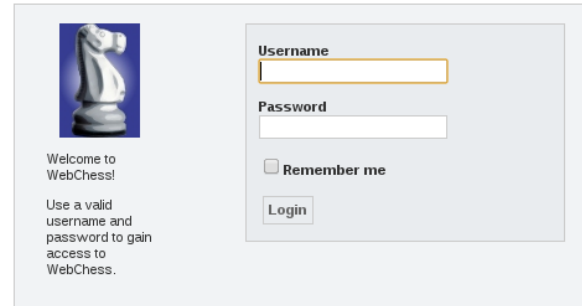 Welcome to
WebChess!
Use a valid
username and
password to gain
access to
WebChess.
Username
Password
Remember me
Login